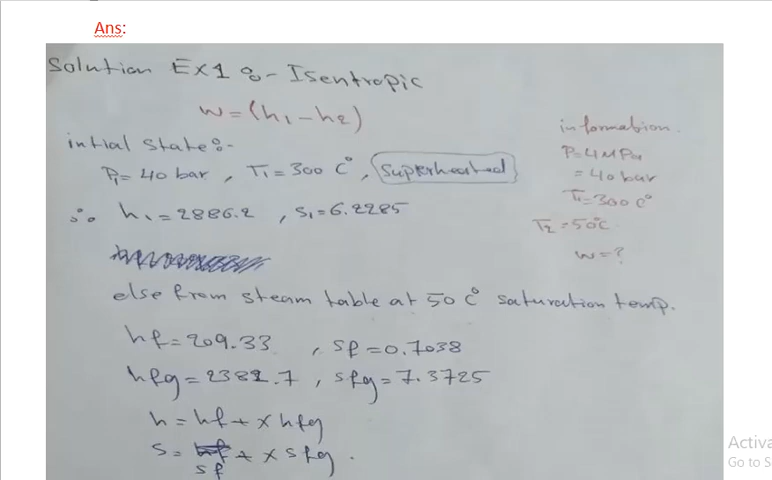 Ans:
Solution EX1 :- Isentropic
W = (h1 - h2)
intial state :-
P1 = 40 bar , T1 = 300 C° , Superheated
∴ h1 = 2886.2 , S1 = 6.2285
information.
P = 4 MPa
= 40 bar
T1 = 300 C°
T2 = 50°C
W = ?
else from steam table at 50 C° saturation temp.
hf = 209.33 , Sf = 0.7038
hfg = 2382.7 , Sfg = 7.3725
h = hf + x hfg
S = Sf + x Sfg .
Activa
Go to S